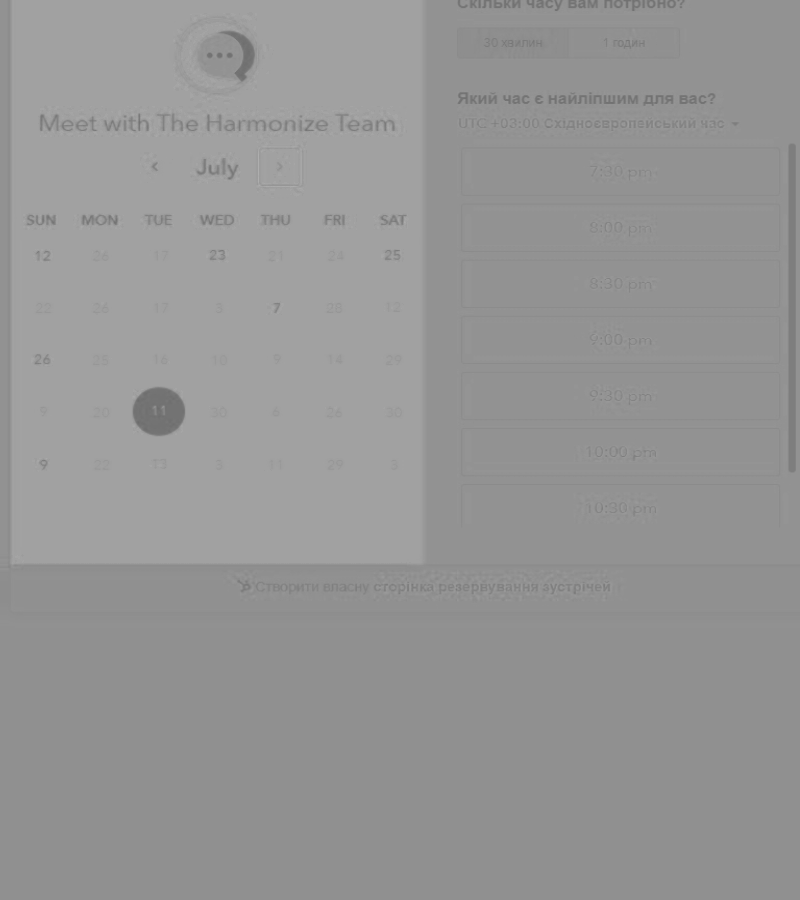 Скільки часу вам потрібно?
30 хвилин
1 годин
Який час є найліпшим для вас?
UTC +03:00 Східноєвропейський час
7:30 pm
8:00 pm
8:30 pm
9:00 pm
9:30 pm
10:00 pm
10:30 pm
Meet with The Harmonize Team
July
SUN MON TUE WED THU FRI SAT
12 26 17 23 21 24 25
22 26 17 5 7 28 12
26 25 16 10 9 14 29
9 20 11 30 6 26 30
9 22 13 3 11 29 3
Створити власну сторінка резервування зустрічей